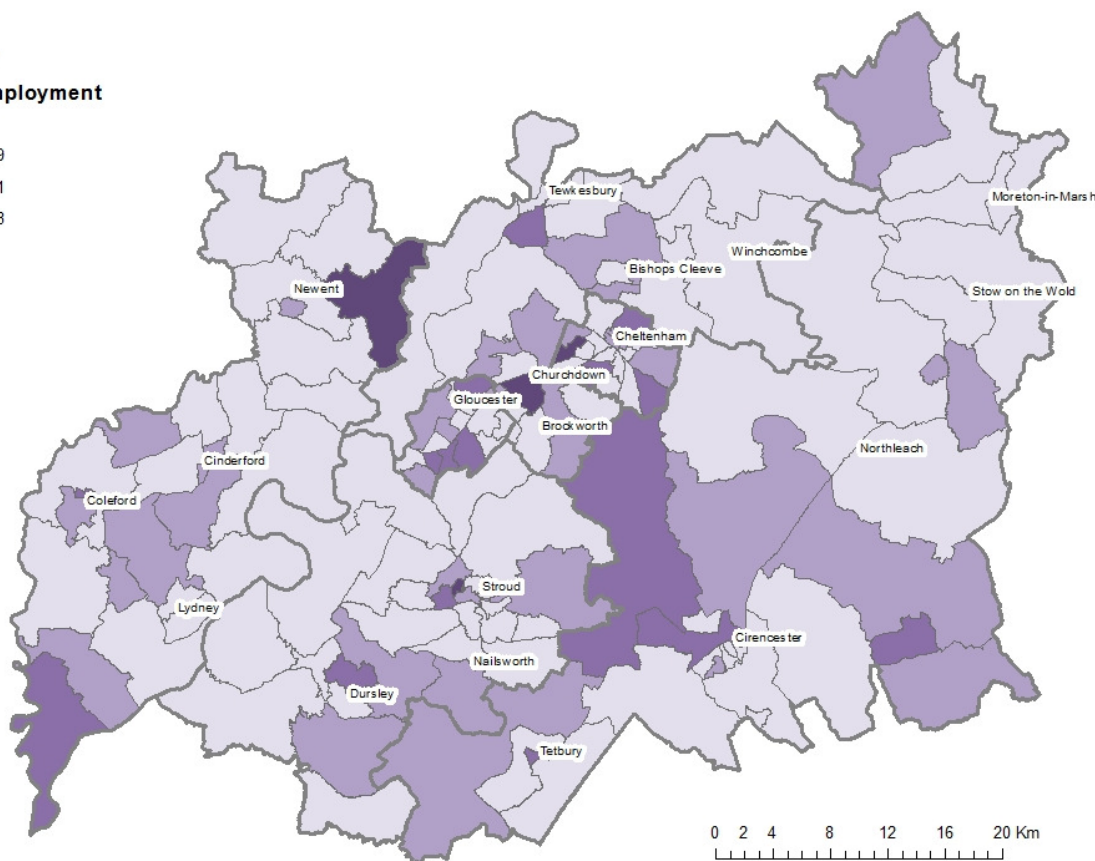 9
1
3
Tewkesbury
Moreton-in-Marsh
Winchcombe
Bishops Cleeve
Newent
Stow on the Wold
Cheltenham
Churchdown
Gloucester
Brockworth
Northleach
Cinderford
Coleford
Stroud
Lydney
Cirencester
Nailsworth
Dursley
Tetbury
0 2 4 8 12 16 20 Km